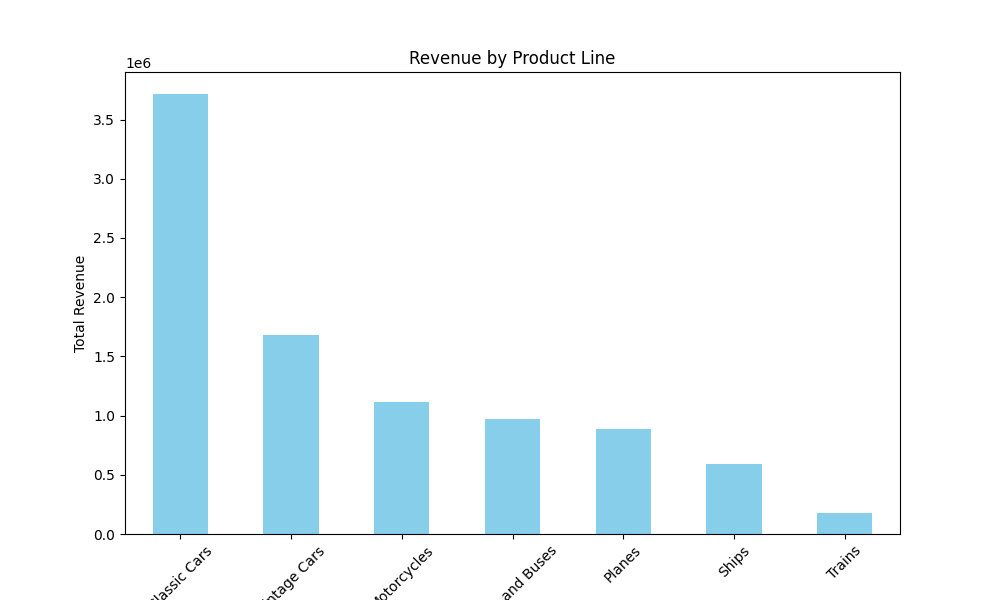 Revenue by Product Line
1e6
3.5
3.0
2.5
2.0
1.5
1.0
0.5
0.0
Total Revenue
lassic Cars
ntage Cars
Motorcycles
and Buses
Planes
Ships
Trains